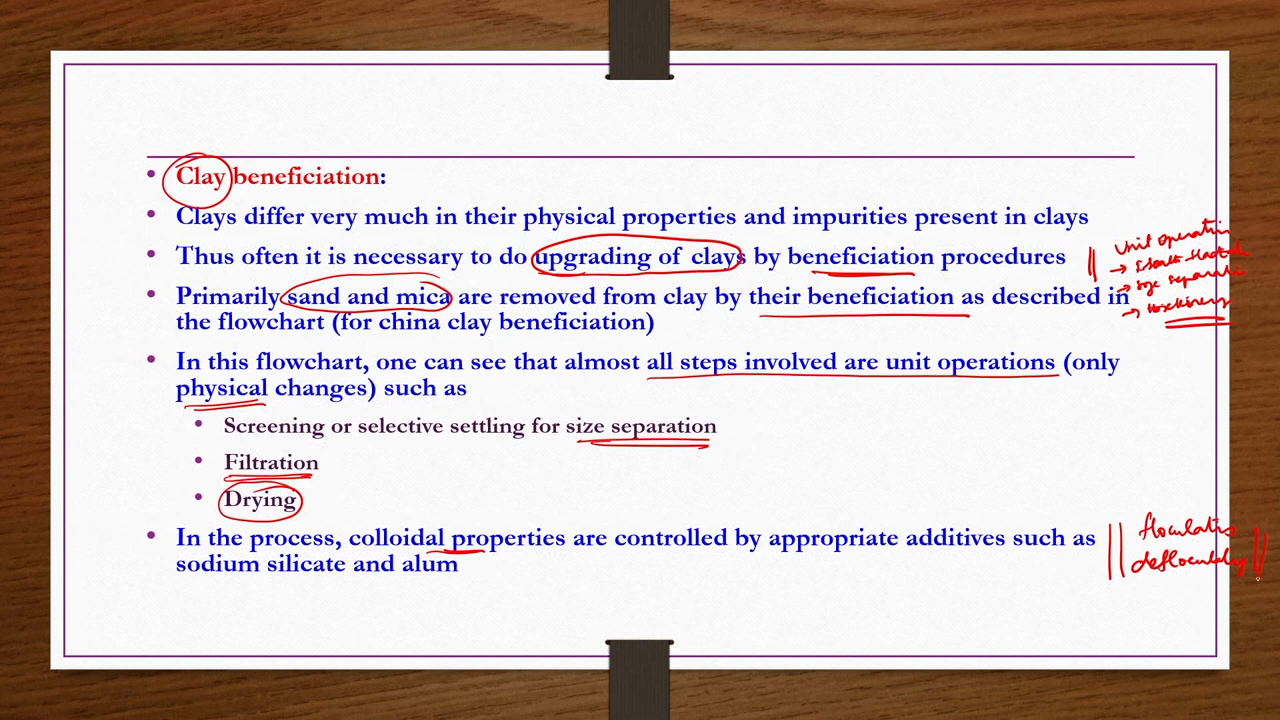 • Clay beneficiation:
• Clays differ very much in their physical properties and impurities present in clays
• Thus often it is necessary to do upgrading of clays by beneficiation procedures
• Primarily sand and mica are removed from clay by their beneficiation as described in
the flowchart (for china clay beneficiation)
• In this flowchart, one can see that almost all steps involved are unit operations (only
physical changes) such as
• Screening or selective settling for size separation
• Filtration
• Drying
• In the process, colloidal properties are controlled by appropriate additives such as
sodium silicate and alum
Unit
→ size
→